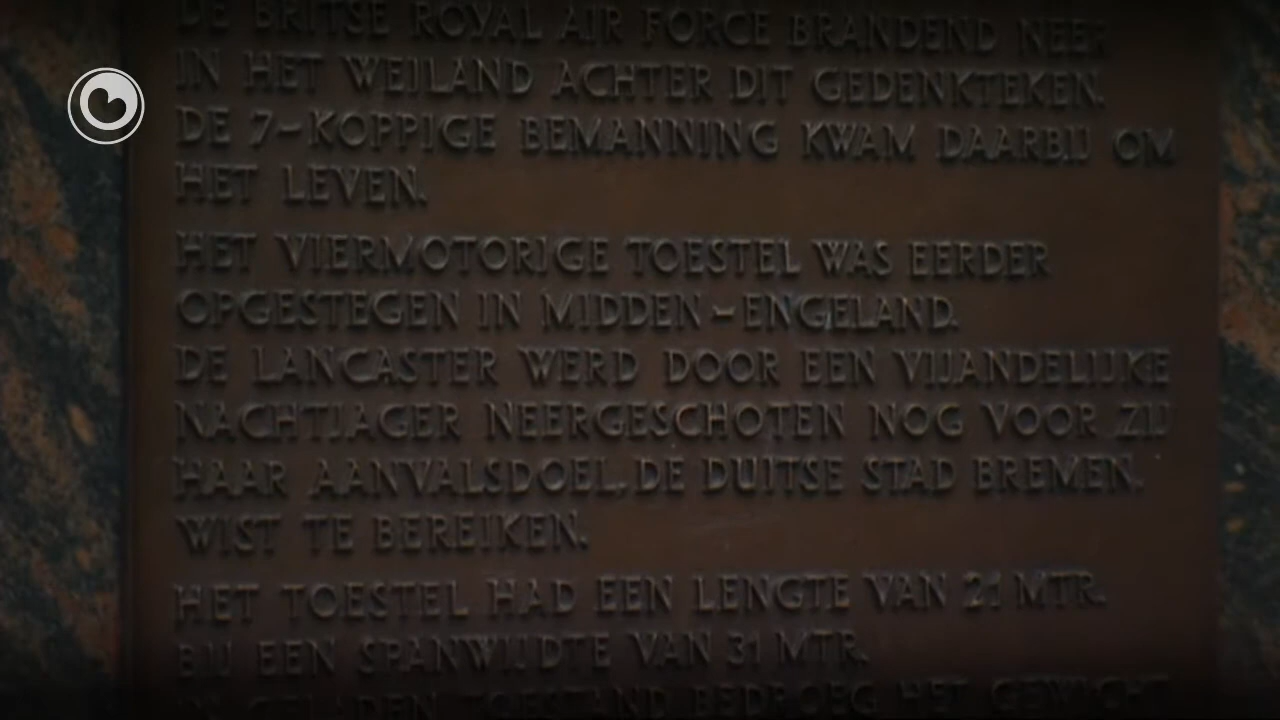 DE BRITSE ROYAL AIR FORCE BRANDEND NEER
IN HET WEILAND ACHTER DIT GEDENKTEKEN.
DE 7-KOPPIGE BEMANNING KWAM DAARBIJ OM
HET LEVEN.
HET VIERMOTORIGE TOESTEL WAS EERDER
OPGESTEGEN IN MIDDEN-ENGELAND.
DE LANCASTER WERD DOOR EEN VIJANDELIJKE
NACHTJAGER NEERGESCHOTEN NOG VOOR ZIJ
HAAR AANVALSDOEL, DE DUITSE STAD BREMEN.
WIST TE BEREIKEN.
HET TOESTEL HAD EEN LENGTE VAN 21 MTR.
BIJ EEN SPANWIJDTE VAN 31 MTR.
IN GELADEN TOESTAND BEDROEG HET GEWICHT